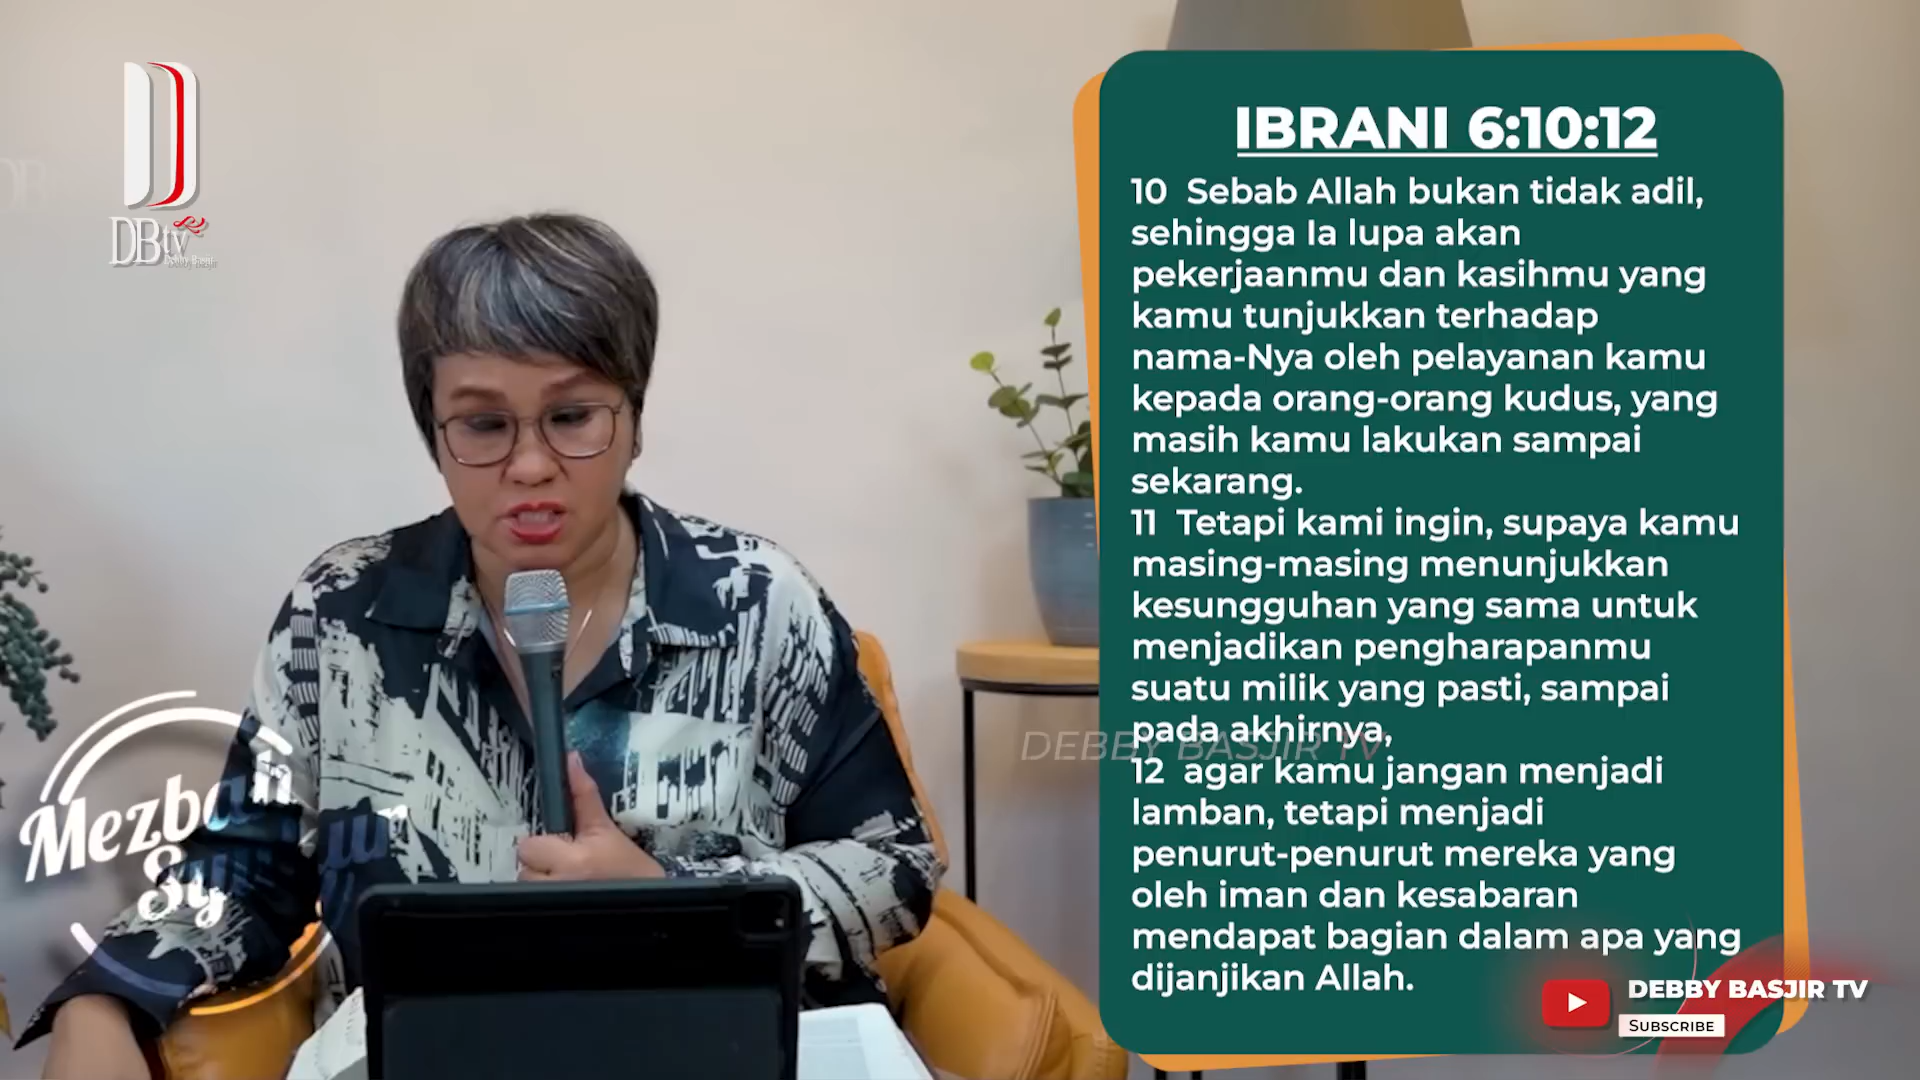 DBtv
Debby Basjir
IBRANI 6:10:12
10 Sebab Allah bukan tidak adil,
sehingga Ia lupa akan
pekerjaanmu dan kasihmu yang
kamu tunjukkan terhadap
nama-Nya oleh pelayanan kamu
kepada orang-orang kudus, yang
masih kamu lakukan sampai
sekarang.
11 Tetapi kami ingin, supaya kamu
masing-masing menunjukkan
kesungguhan yang sama untuk
menjadikan pengharapanmu
suatu milik yang pasti, sampai
pada akhirnya,
12 agar kamu jangan menjadi
lamban, tetapi menjadi
penurut-penurut mereka yang
oleh iman dan kesabaran
mendapat bagian dalam apa yang
dijanjikan Allah.
DEBBY BASJIR TV
Mezbah
DEBBY BASJIR TV
SUBSCRIBE